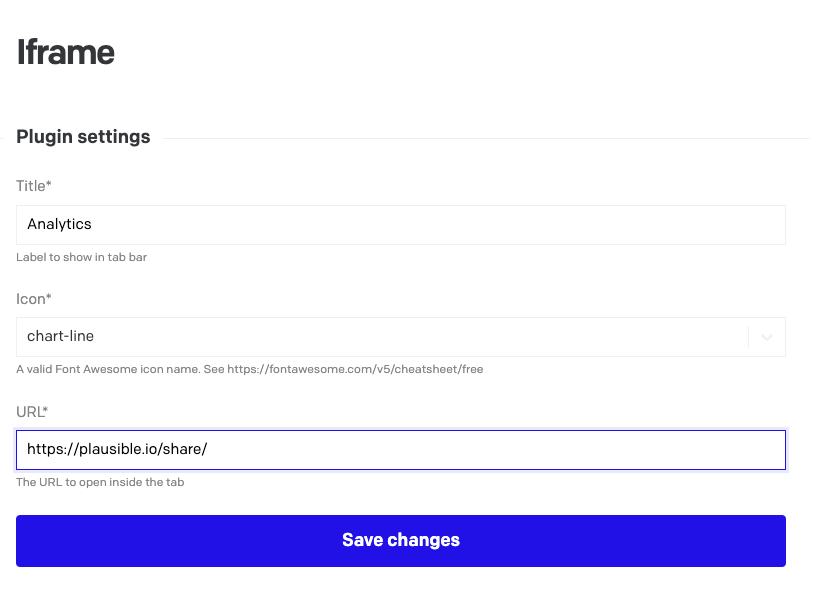 Iframe
Plugin settings
Title*
Analytics
Label to show in tab bar
Icon*
chart-line
A valid Font Awesome icon name. See https://fontawesome.com/v5/cheatsheet/free
URL*
https://plausible.io/share/
The URL to open inside the tab
Save changes